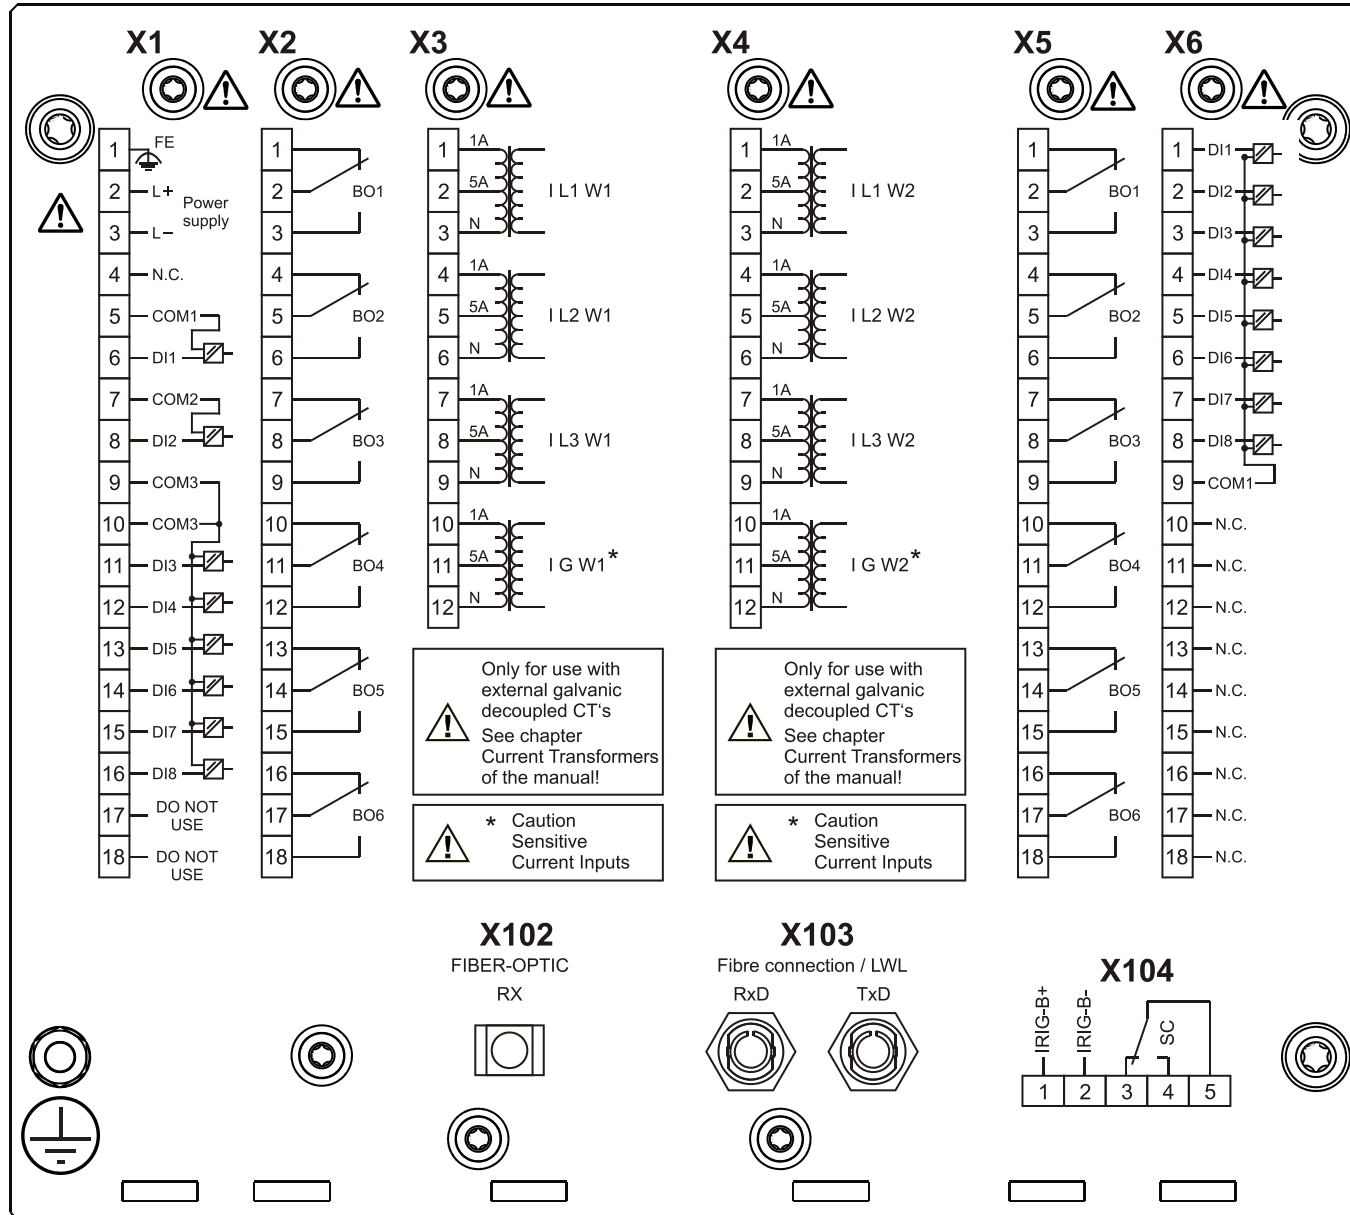 X1 X2 X3 X4 X5 X6
1 FE
2 L+
Power
supply
3 L–
4 N.C.
5 COM1
6 DI1
7 COM2
8 DI2
9 COM3
10 COM3
11 DI3
12 DI4
13 DI5
14 DI6
15 DI7
16 DI8
17 DO NOT
USE
18 DO NOT
USE
1
2 BO1
3
4
5 BO2
6
7
8 BO3
9
10
11 BO4
12
13
14 BO5
15
16
17 BO6
18
1 1A
2 5A I L1 W1
3 N
4 1A
5 5A I L2 W1
6 N
7 1A
8 5A I L3 W1
9 N
10 1A
11 5A I G W1*
12 N
Only for use with
external galvanic
decoupled CT‘s
See chapter
Current Transformers
of the manual!
* Caution
Sensitive
Current Inputs
1 1A
2 5A I L1 W2
3 N
4 1A
5 5A I L2 W2
6 N
7 1A
8 5A I L3 W2
9 N
10 1A
11 5A I G W2*
12 N
Only for use with
external galvanic
decoupled CT‘s
See chapter
Current Transformers
of the manual!
* Caution
Sensitive
Current Inputs
1
2 BO1
3
4
5 BO2
6
7
8 BO3
9
10
11 BO4
12
13
14 BO5
15
16
17 BO6
18
1 DI1
2 DI2
3 DI3
4 DI4
5 DI5
6 DI6
7 DI7
8 DI8
9 COM1
10 N.C.
11 N.C.
12 N.C.
13 N.C.
14 N.C.
15 N.C.
16 N.C.
17 N.C.
18 N.C.
X102
FIBER-OPTIC
RX
X103
Fibre connection / LWL
RxD TxD
X104
IRIG-B+
IRIG-B-
SC
1 2 3 4 5